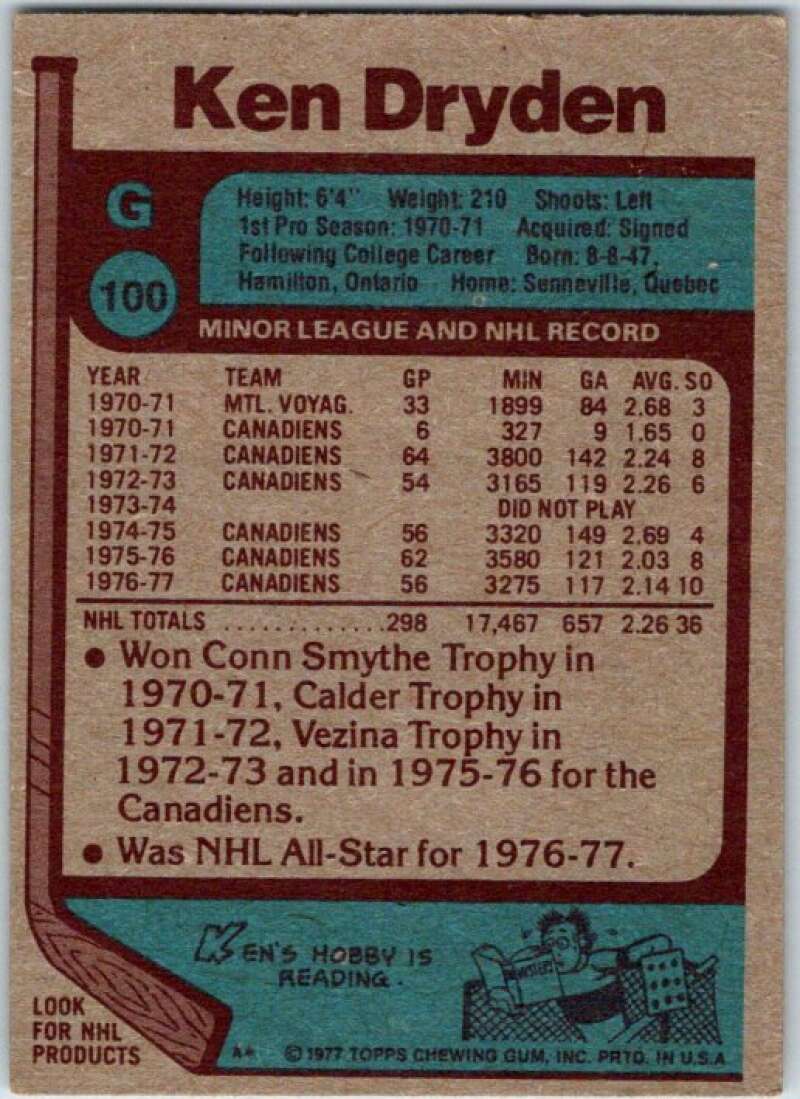 Ken Dryden
G
100
Height: 6'4" Weight: 210 Shoots: Left
1st Pro Season: 1970-71 Acquired: Signed
Following College Career Born: 8-8-47,
Hamilton, Ontario Home: Senneville, Quebec
MINOR LEAGUE AND NHL RECORD
YEAR TEAM GP MIN GA AVG. SO
1970-71 MTL. VOYAG. 33 1899 84 2.68 3
1970-71 CANADIENS 6 327 9 1.65 0
1971-72 CANADIENS 64 3800 142 2.24 8
1972-73 CANADIENS 54 3165 119 2.26 6
1973-74 DID NOT PLAY
1974-75 CANADIENS 56 3320 149 2.69 4
1975-76 CANADIENS 62 3580 121 2.03 8
1976-77 CANADIENS 56 3275 117 2.14 10
NHL TOTALS .............298 17,467 657 2.26 36
• Won Conn Smythe Trophy in
1970-71, Calder Trophy in
1971-72, Vezina Trophy in
1972-73 and in 1975-76 for the
Canadiens.
• Was NHL All-Star for 1976-77.
KEN'S HOBBY IS
READING.
LOOK
FOR NHL
PRODUCTS
A* © 1977 TOPPS CHEWING GUM, INC. PRTD. IN U.S.A